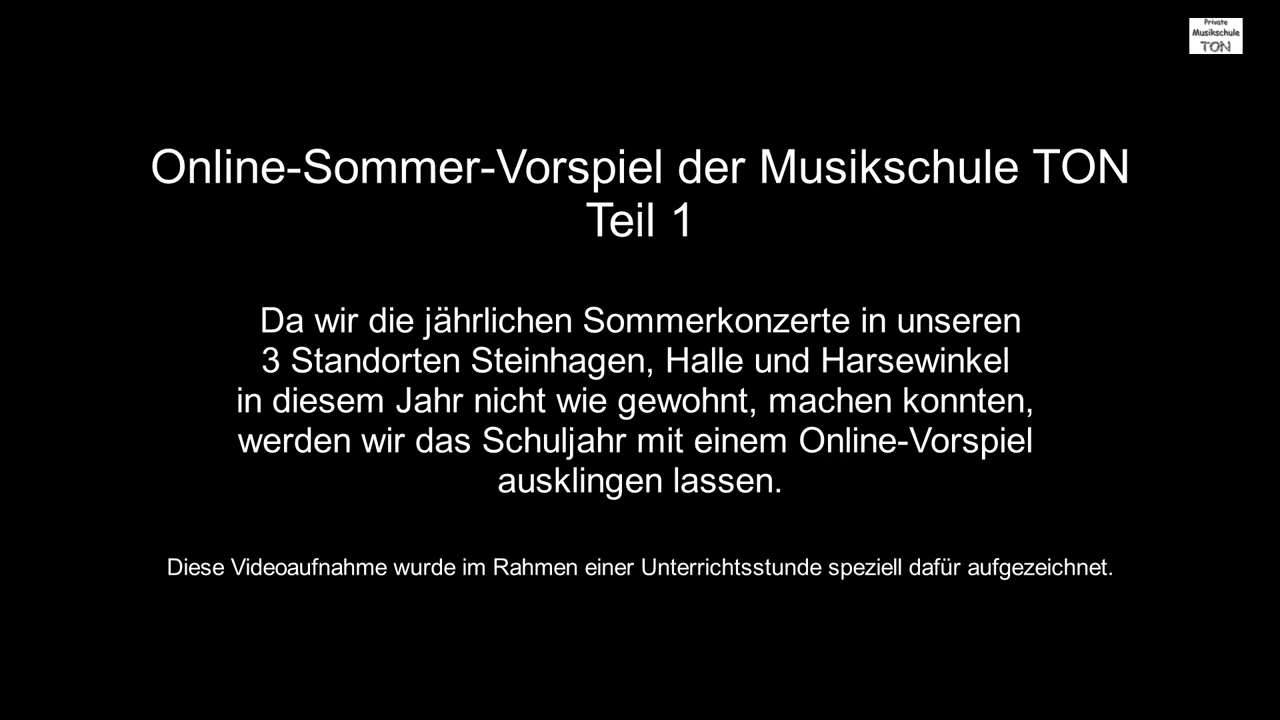 Private
Musikschule
TON
Online-Sommer-Vorspiel der Musikschule TON
Teil 1
Da wir die jährlichen Sommerkonzerte in unseren
3 Standorten Steinhagen, Halle und Harsewinkel
in diesem Jahr nicht wie gewohnt, machen konnten,
werden wir das Schuljahr mit einem Online-Vorspiel
ausklingen lassen.
Diese Videoaufnahme wurde im Rahmen einer Unterrichtsstunde speziell dafür aufgezeichnet.